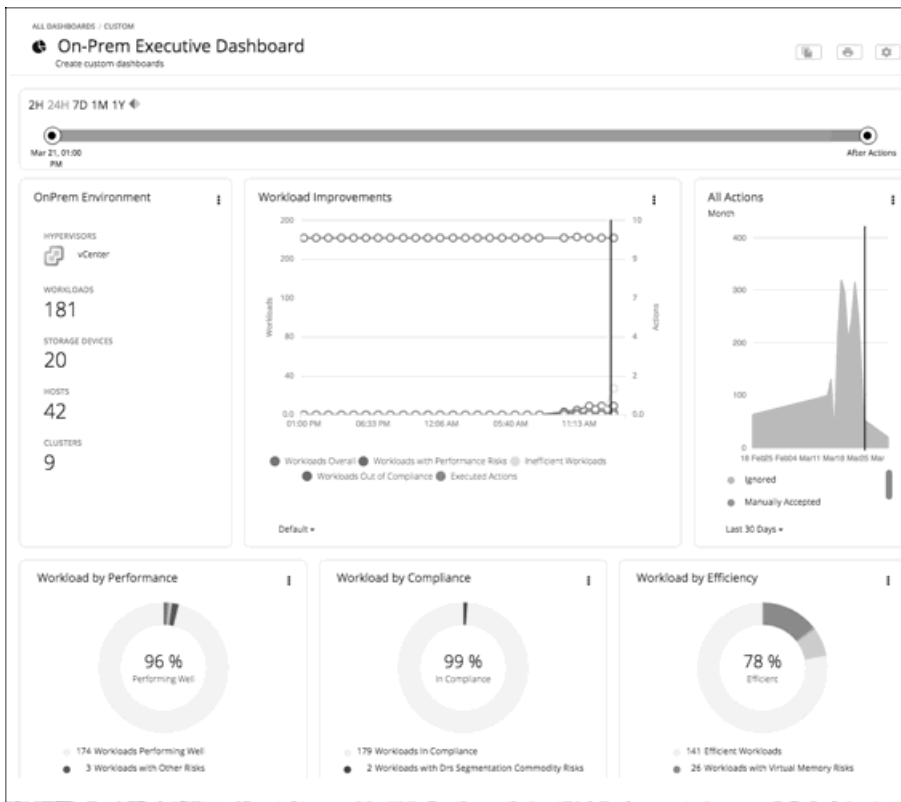 ALL DASHBOARDS / CUSTOM
On-Prem Executive Dashboard
Create custom dashboards
2H 24H 7D 1M 1Y
Mar 21, 01:00 PM
After Actions
OnPrem Environment
HYPERVISORS
vCenter
WORKLOADS
181
STORAGE DEVICES
20
HOSTS
42
CLUSTERS
9
Workload Improvements
200
200
100
80
40
0.0
Workloads
10
9
7
4
2
0.0
Actions
01:00 PM 06:33 PM 12:06 AM 05:40 AM 11:13 AM
Workloads Overall Workloads with Performance Risks Inefficient Workloads
Workloads Out of Compliance Executed Actions
Default
All Actions
Month
400
300
200
100
0
18 Feb25 Feb04 Mar11 Mar18 Mar25 Mar
Ignored
Manually Accepted
Last 30 Days
Workload by Performance
96 %
Performing Well
174 Workloads Performing Well
3 Workloads with Other Risks
Workload by Compliance
99 %
In Compliance
179 Workloads In Compliance
2 Workloads with Drs Segmentation Commodity Risks
Workload by Efficiency
78 %
Efficient
141 Efficient Workloads
26 Workloads with Virtual Memory Risks